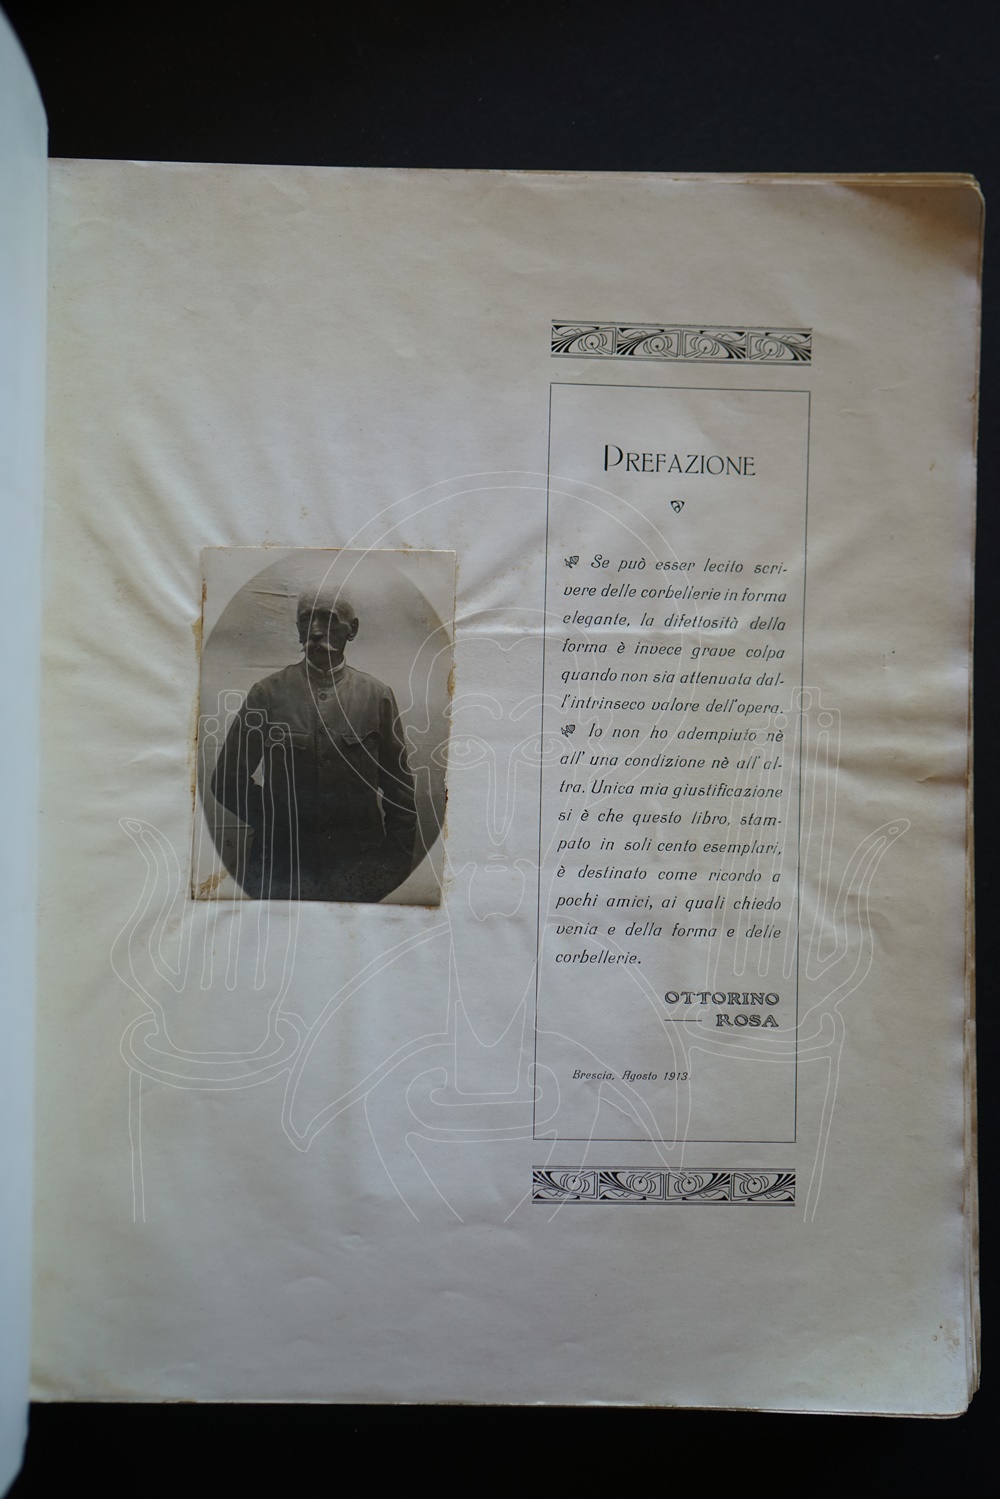 PREFAZIONE
Se può esser lecito scri-
vere delle corbellerie in forma
elegante, la difettosità della
forma è invece grave colpa
quando non sia attenuata dal-
l'intrinseco valore dell'opera.
Io non ho adempiuto nè
all' una condizione nè all' al-
tra. Unica mia giustificazione
si è che questo libro, stam-
pato in soli cento esemplari,
è destinato come ricordo a
pochi amici, ai quali chiedo
venia e della forma e delle
corbellerie.
OTTORINO
ROSA
Brescia, Agosto 1913.